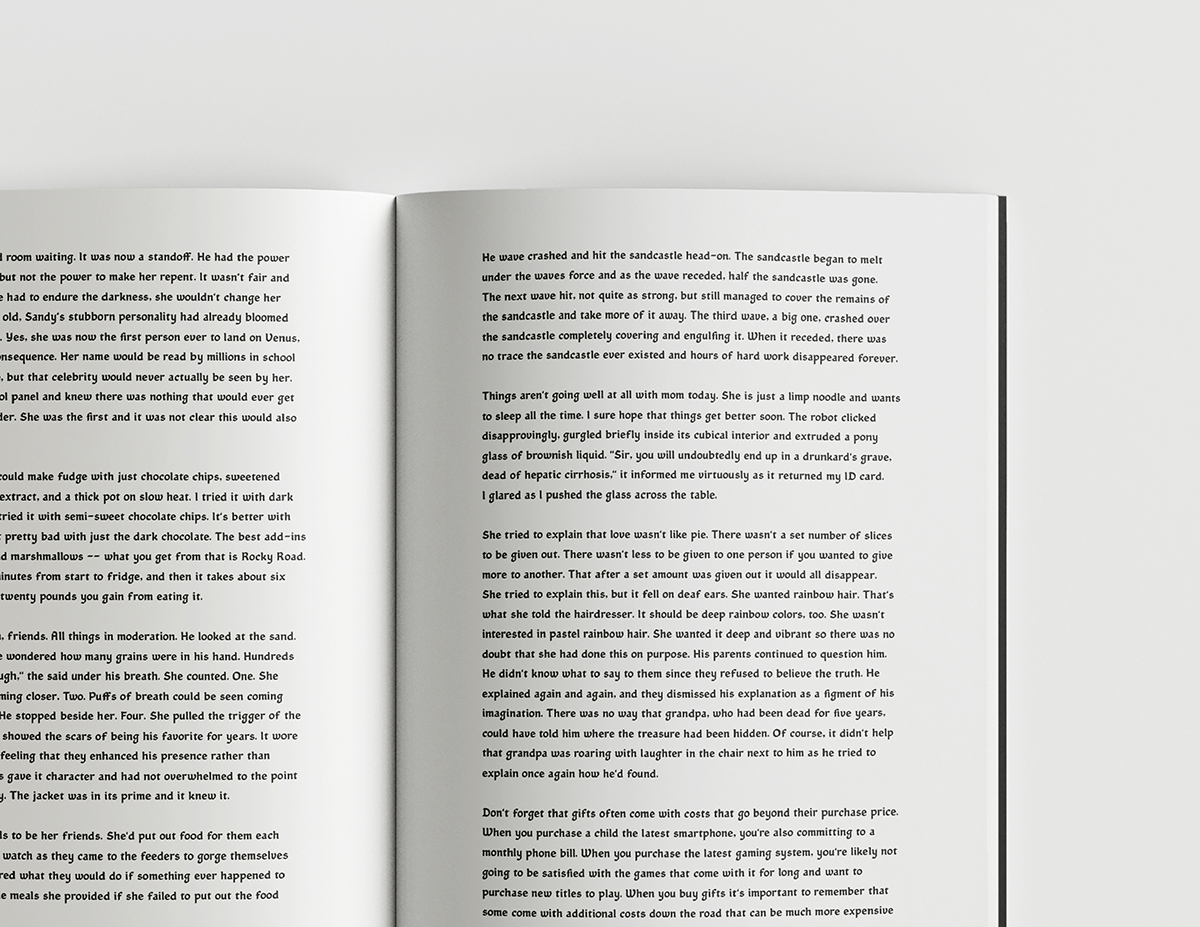 room waiting. It was now a standoff. He had the power
but not the power to make her repent. It wasn't fair and
had to endure the darkness, she wouldn't change her
old, Sandy's stubborn personality had already bloomed
. Yes, she was now the first person ever to land on Venus,
onsequence. Her name would be read by millions in school
, but that celebrity would never actually be seen by her.
ol panel and knew there was nothing that would ever get
der. She was the first and it was not clear this would also
could make fudge with just chocolate chips, sweetened
extract, and a thick pot on slow heat. I tried it with dark
tried it with semi-sweet chocolate chips. It's better with
pretty bad with just the dark chocolate. The best add-ins
d marshmallows -- what you get from that is Rocky Road.
inutes from start to fridge, and then it takes about six
twenty pounds you gain from eating it.
, friends. All things in moderation. He looked at the sand.
e wondered how many grains were in his hand. Hundreds
ugh," the said under his breath. She counted. One. She
ming closer. Two. Puffs of breath could be seen coming
He stopped beside her. Four. She pulled the trigger of the
showed the scars of being his favorite for years. It wore
feeling that they enhanced his presence rather than
s gave it character and had not overwhelmed to the point
y. The jacket was in its prime and it knew it.
ls to be her friends. She'd put out food for them each
watch as they came to the feeders to gorge themselves
red what they would do if something ever happened to
e meals she provided if she failed to put out the food
He wave crashed and hit the sandcastle head-on. The sandcastle began to melt
under the waves force and as the wave receded, half the sandcastle was gone.
The next wave hit, not quite as strong, but still managed to cover the remains of
the sandcastle and take more of it away. The third wave, a big one, crashed over
the sandcastle completely covering and engulfing it. When it receded, there was
no trace the sandcastle ever existed and hours of hard work disappeared forever.
Things aren't going well at all with mom today. She is just a limp noodle and wants
to sleep all the time. I sure hope that things get better soon. The robot clicked
disapprovingly, gurgled briefly inside its cubical interior and extruded a pony
glass of brownish liquid. "Sir, you will undoubtedly end up in a drunkard's grave,
dead of hepatic cirrhosis," it informed me virtuously as it returned my ID card.
I glared as I pushed the glass across the table.
She tried to explain that love wasn't like pie. There wasn't a set number of slices
to be given out. There wasn't less to be given to one person if you wanted to give
more to another. That after a set amount was given out it would all disappear.
She tried to explain this, but it fell on deaf ears. She wanted rainbow hair. That's
what she told the hairdresser. It should be deep rainbow colors, too. She wasn't
interested in pastel rainbow hair. She wanted it deep and vibrant so there was no
doubt that she had done this on purpose. His parents continued to question him.
He didn't know what to say to them since they refused to believe the truth. He
explained again and again, and they dismissed his explanation as a figment of his
imagination. There was no way that grandpa, who had been dead for five years,
could have told him where the treasure had been hidden. Of course, it didn't help
that grandpa was roaring with laughter in the chair next to him as he tried to
explain once again how he'd found.
Don't forget that gifts often come with costs that go beyond their purchase price.
When you purchase a child the latest smartphone, you're also committing to a
monthly phone bill. When you purchase the latest gaming system, you're likely not
going to be satisfied with the games that come with it for long and want to
purchase new titles to play. When you buy gifts it's important to remember that
some come with additional costs down the road that can be much more expensive